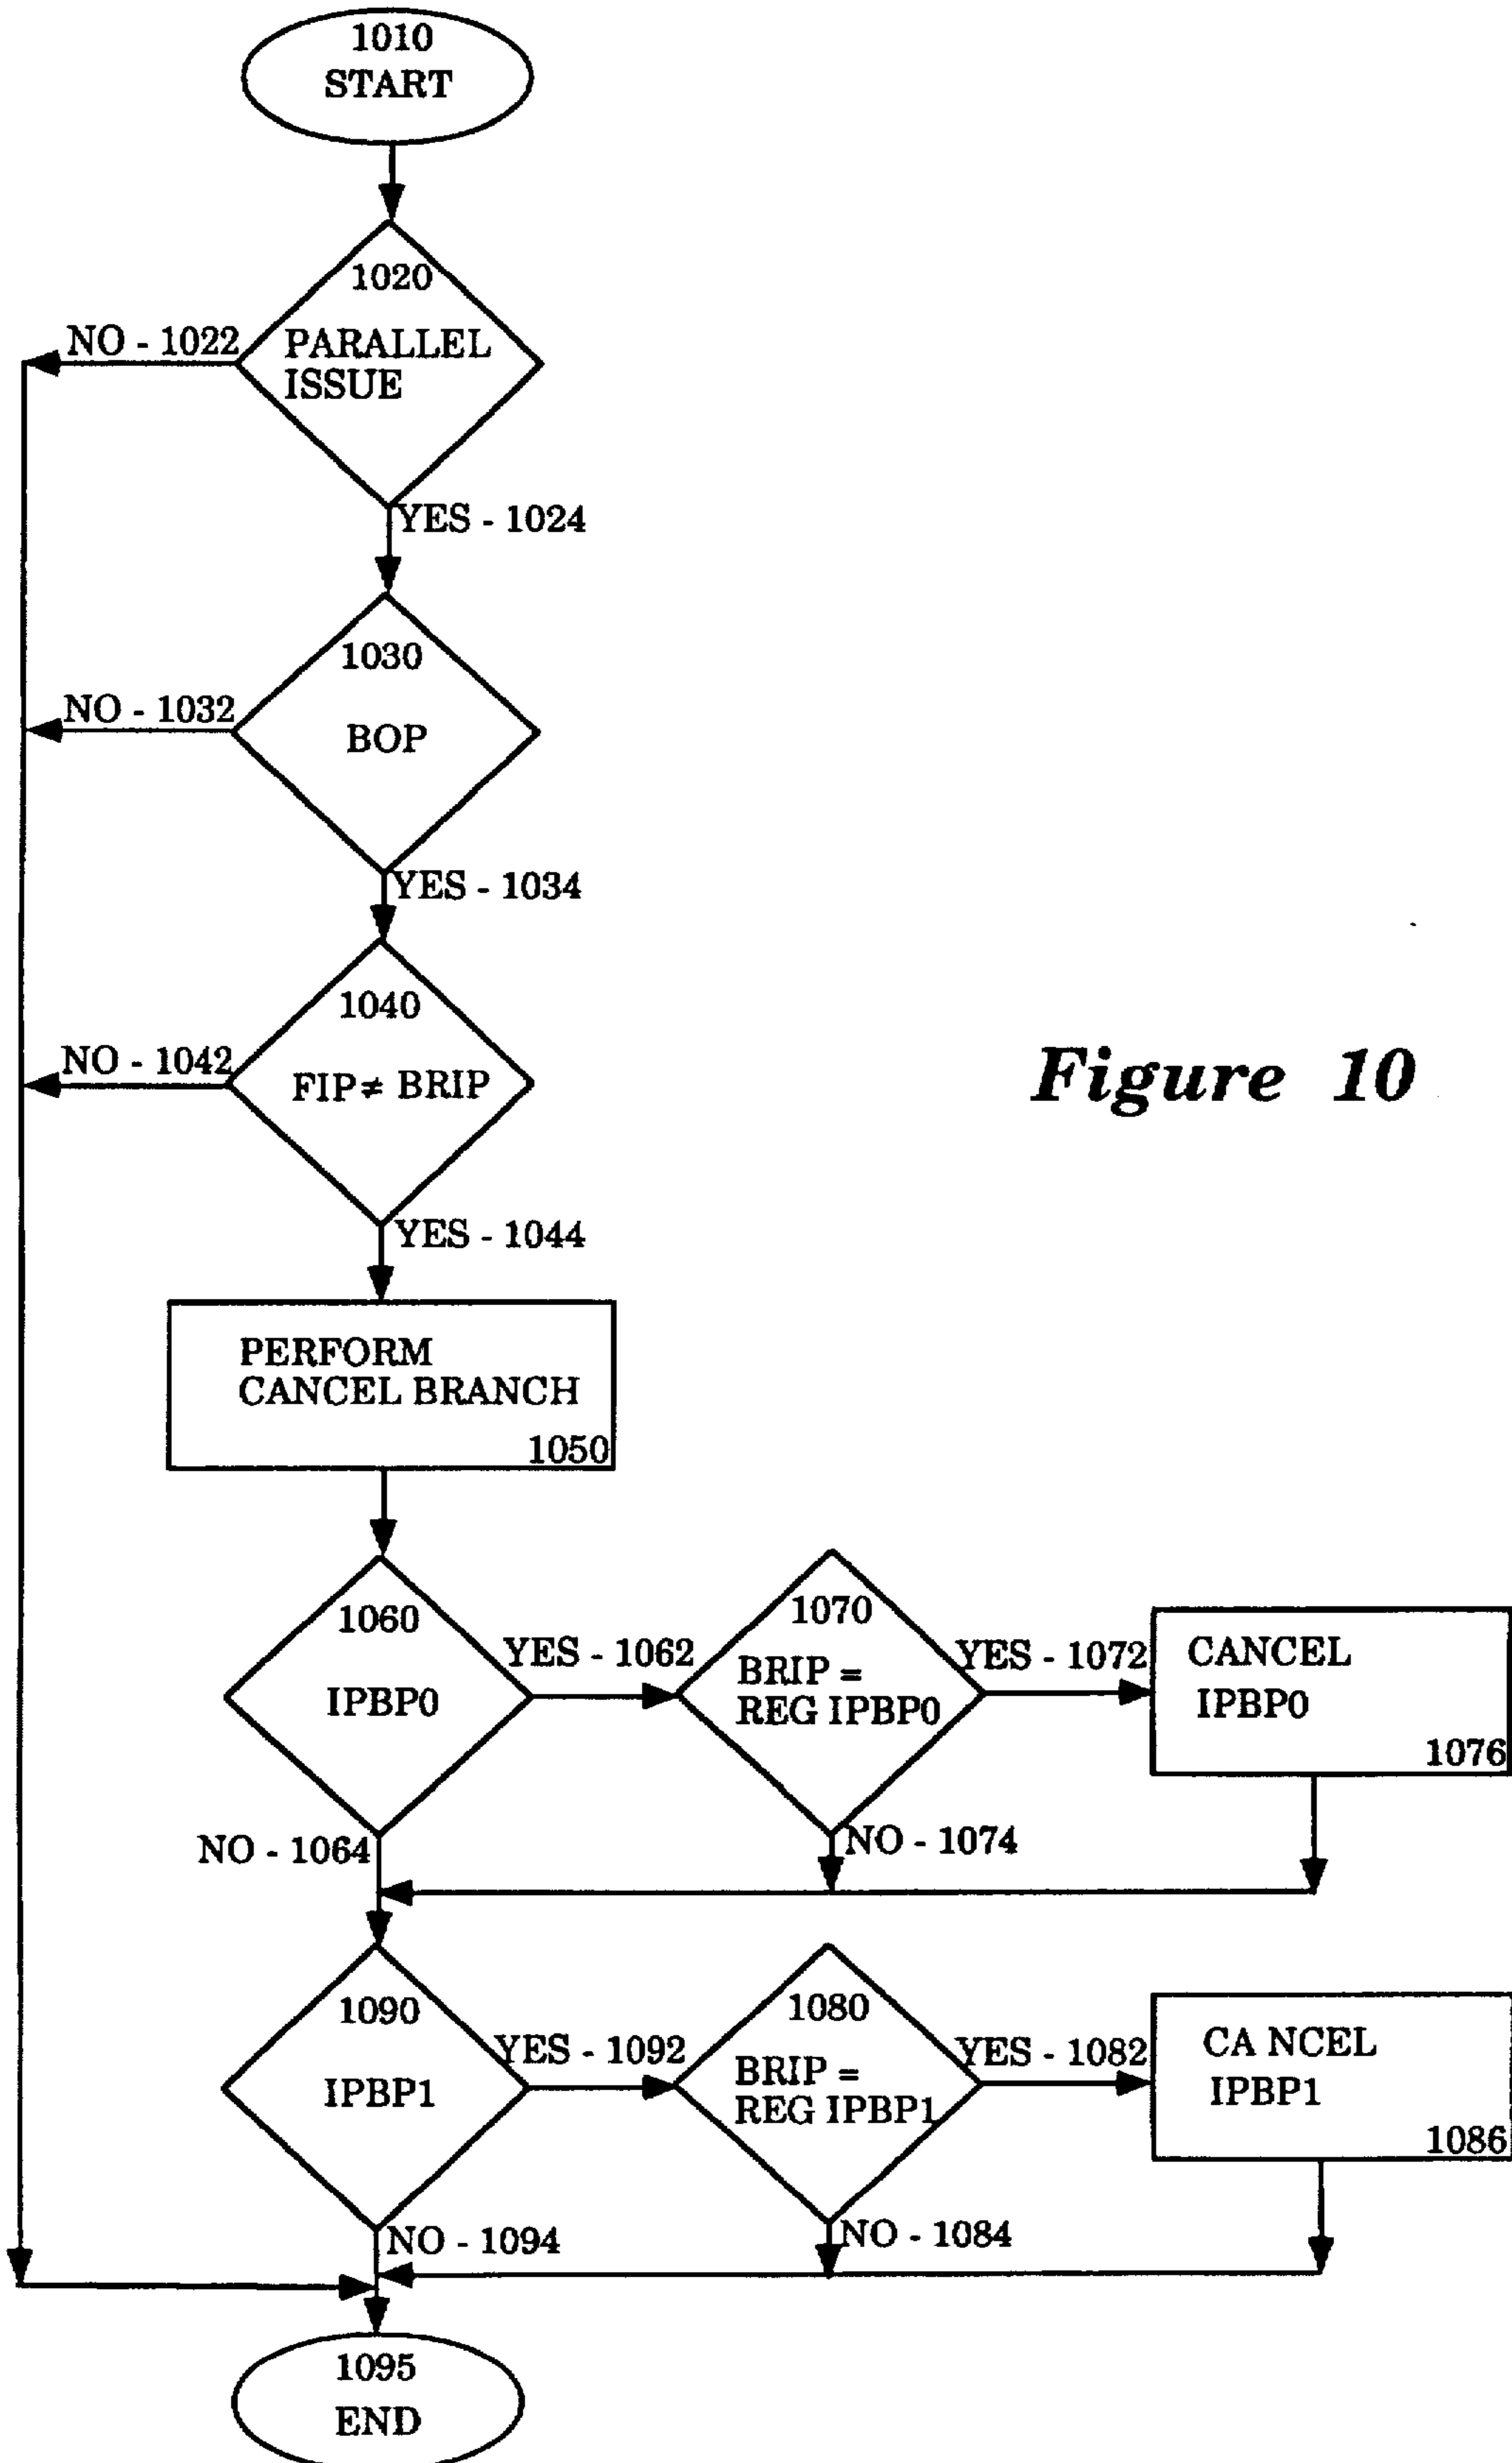 1010
START
1020
NO - 1022
PARALLEL
ISSUE
YES - 1024
1030
NO - 1032
BOP
YES - 1034
1040
NO - 1042
FIP ≠ BRIP
Figure 10
YES - 1044
PERFORM
CANCEL BRANCH
1050
1060
IPBP0
YES - 1062
1070
BRIP =
REG IPBP0
YES - 1072
CANCEL
IPBP0
1076
NO - 1064
NO - 1074
1090
IPBP1
YES - 1092
1080
BRIP =
REG IPBP1
YES - 1082
CA NCEL
IPBP1
1086
NO - 1094
NO - 1084
1095
END